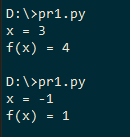 D:\>pr1.py
x = 3
f(x) = 4
D:\>pr1.py
x = -1
f(x) = 1